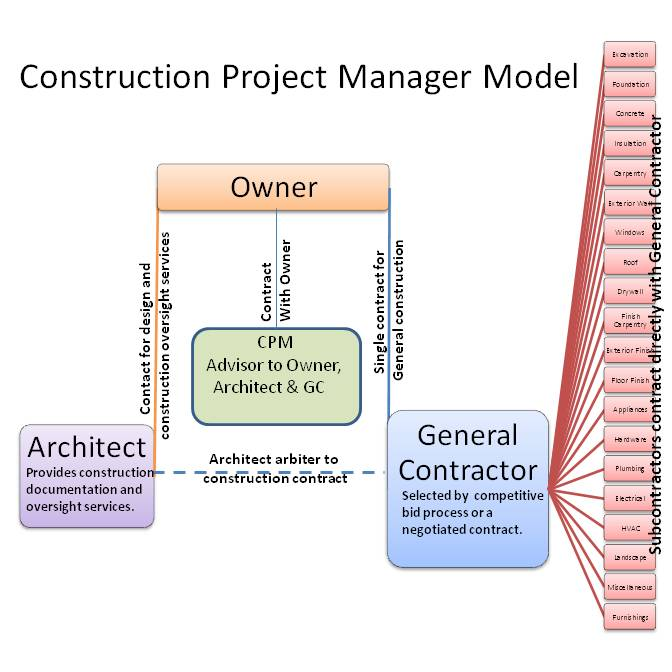 Construction Project Manager Model
Owner
Contact for design and
construction oversight services
Contract
With Owner
Single contract for
General construction
CPM
Advisor to Owner,
Architect & GC
Architect
Provides construction
documentation and
oversight services.
Architect arbiter to
construction contract
General
Contractor
Selected by competitive
bid process or a
negotiated contract.
Excavation
Foundation
Concrete
Insulation
Carpentry
Exterior Wall
Windows
Roof
Drywall
Finish
Carpentry
Exterior Finish
Floor Finish
Appliances
Hardware
Plumbing
Electrical
HVAC
Landscape
Miscellaneous
Furnishings
Subcontractors contract directly with General Contractor